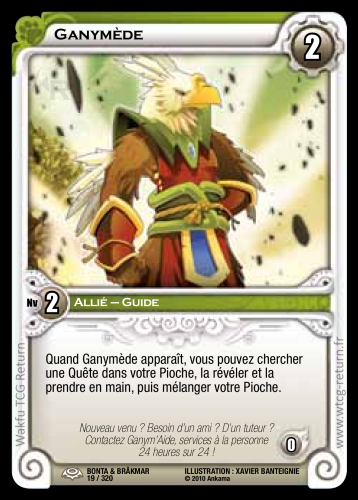 GANYMÈDE
2
Nv 2 ALLIÉ – GUIDE
Quand Ganymède apparaît, vous pouvez chercher
une Quête dans votre Pioche, la révéler et la
prendre en main, puis mélanger votre Pioche.
Nouveau venu ? Besoin d'un ami ? D'un tuteur ?
Contactez Ganym'Aide, services à la personne
24 heures sur 24 !
0
BONTA & BRÂKMAR
19 / 320
ILLUSTRATION : XAVIER BANTEIGNIE
© 2010 Ankama
Wakfu TCG Return
www.wtcg-return.fr